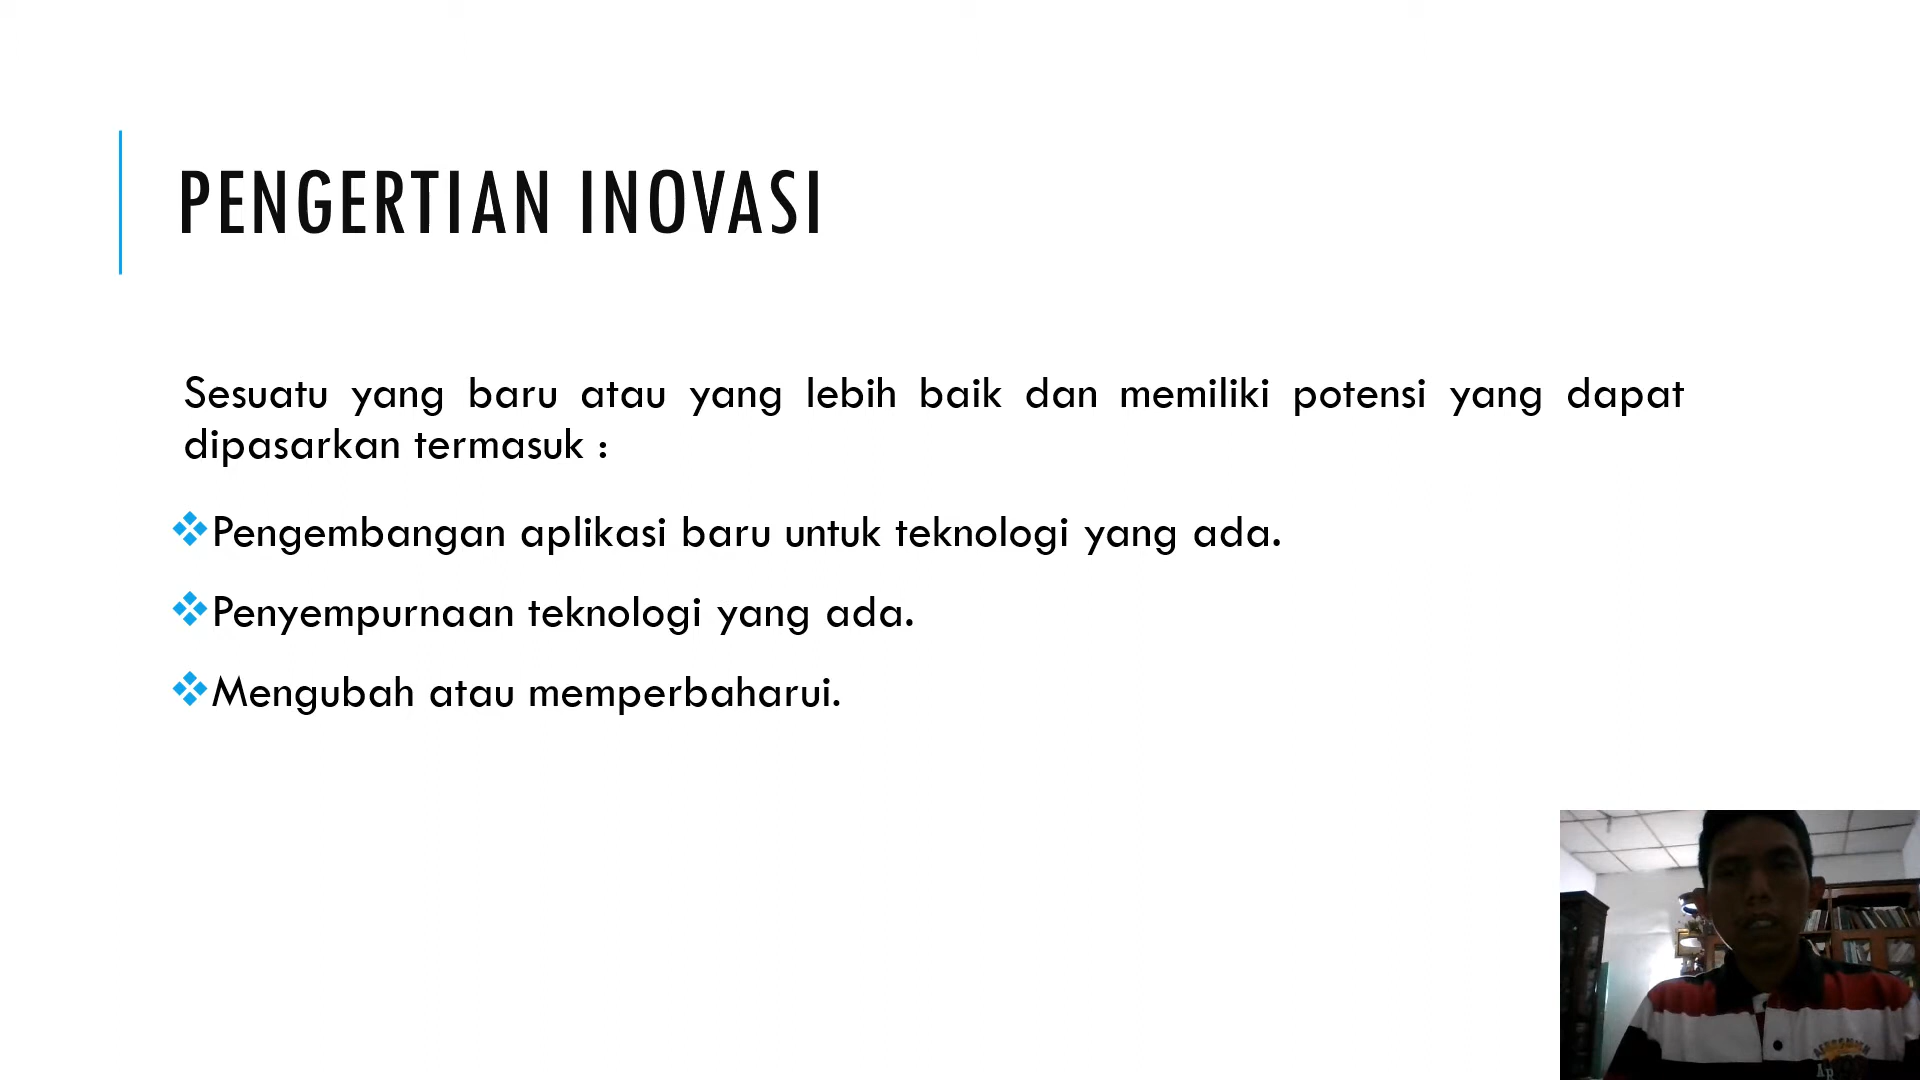 PENGERTIAN INOVASI
Sesuatu yang baru atau yang lebih baik dan memiliki potensi yang dapat
dipasarkan termasuk :
Pengembangan aplikasi baru untuk teknologi yang ada.
Penyempurnaan teknologi yang ada.
Mengubah atau memperbaharui.